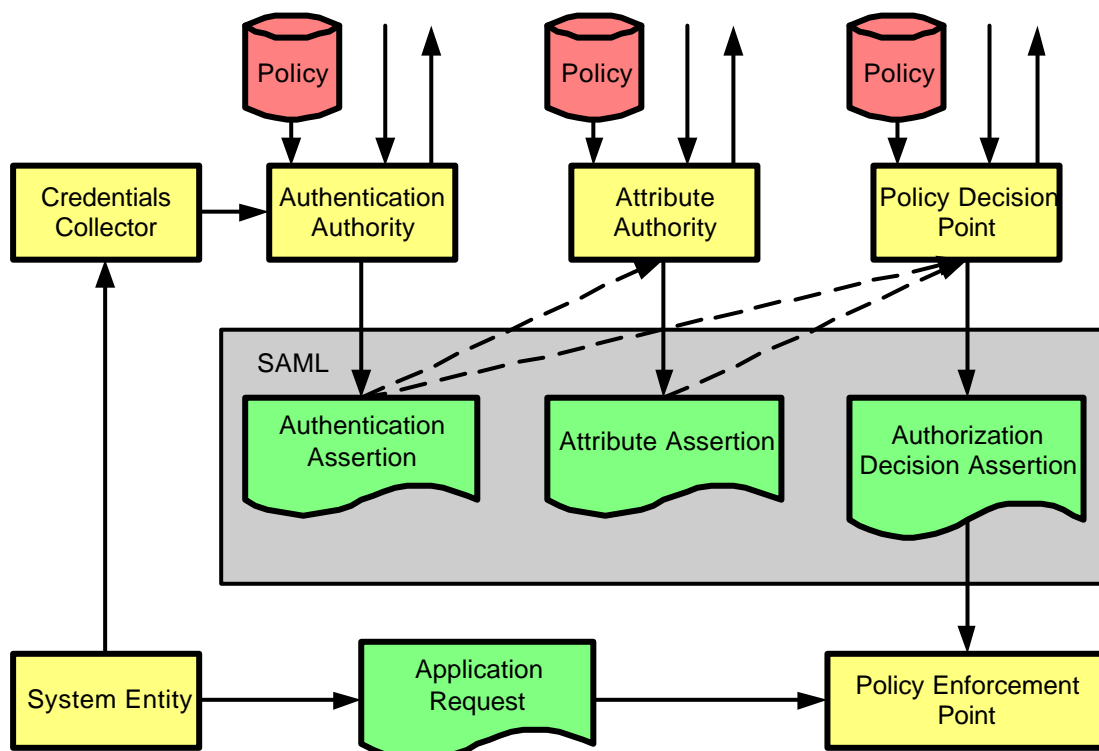 Policy
Policy
Policy
Credentials
Collector
Authentication
Authority
Attribute
Authority
Policy Decision
Point
SAML
Authentication
Assertion
Attribute Assertion
Authorization
Decision Assertion
System Entity
Application
Request
Policy Enforcement
Point